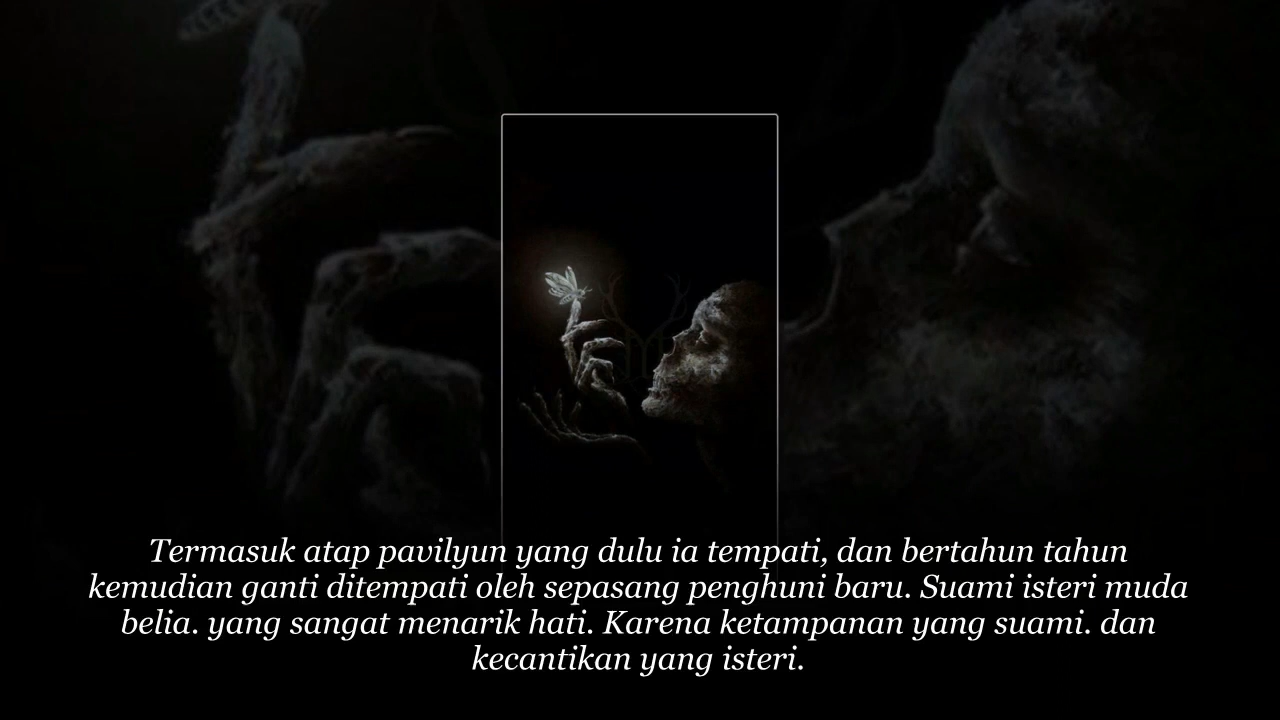 Termasuk atap pavilyun yang dulu ia tempati, dan bertahun tahun
kemudian ganti ditempati oleh sepasang penghuni baru. Suami isteri muda
belia. yang sangat menarik hati. Karena ketampanan yang suami. dan
kecantikan yang isteri.